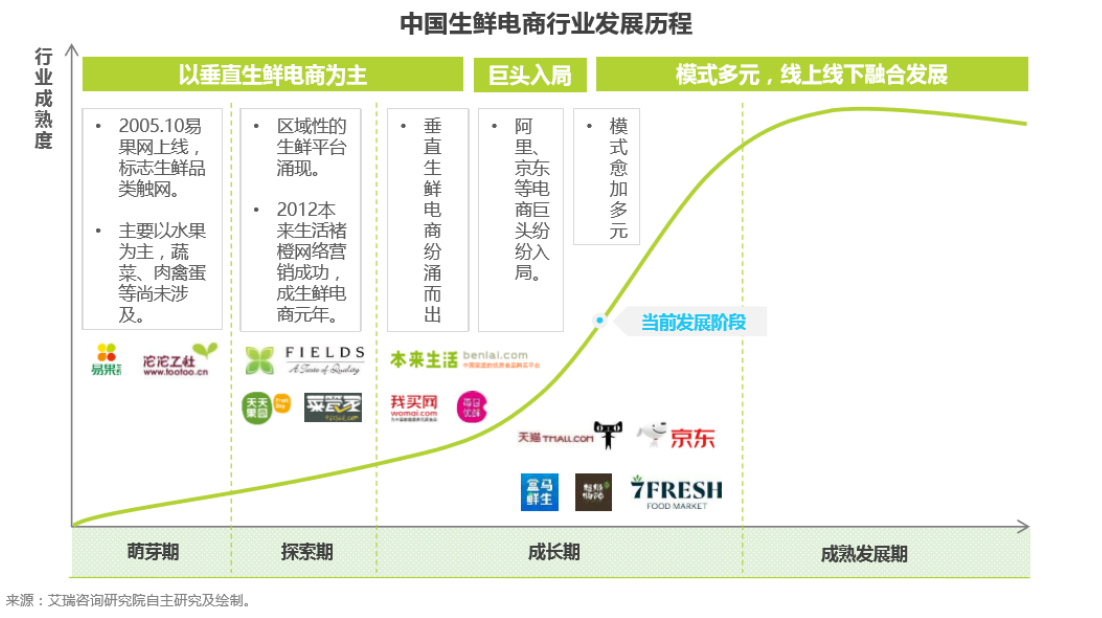 中国生鲜电商行业发展历程
行业成熟度
以垂直生鲜电商为主
巨头入局
模式多元，线上线下融合发展
• 2005.10易
果网上线，
标志生鲜品
类触网。
• 主要以水果
为主，蔬
菜、肉禽蛋
等尚未涉
及。
• 区域性的
生鲜平台
涌现。
• 2012本
来生活褚
橙网络营
销成功，
成生鲜电
商元年。
• 垂
直
生
鲜
电
商
纷
涌
而
出
• 阿
里、
京东
等电
商巨
头纷
纷入
局。
• 模
式
愈
加
多
元
当前发展阶段
易果
沱沱工社
www.tootoo.cn
FIELDS
A Taste of Quality
天天
果园
菜管家
本来生活 benlai.com
我买网
womai.com
每日
优鲜
天猫 TMALL.COM
京东
盒马
鲜生
7FRESH
FOOD MARKET
萌芽期
探索期
成长期
成熟发展期
来源：艾瑞咨询研究院自主研究及绘制。